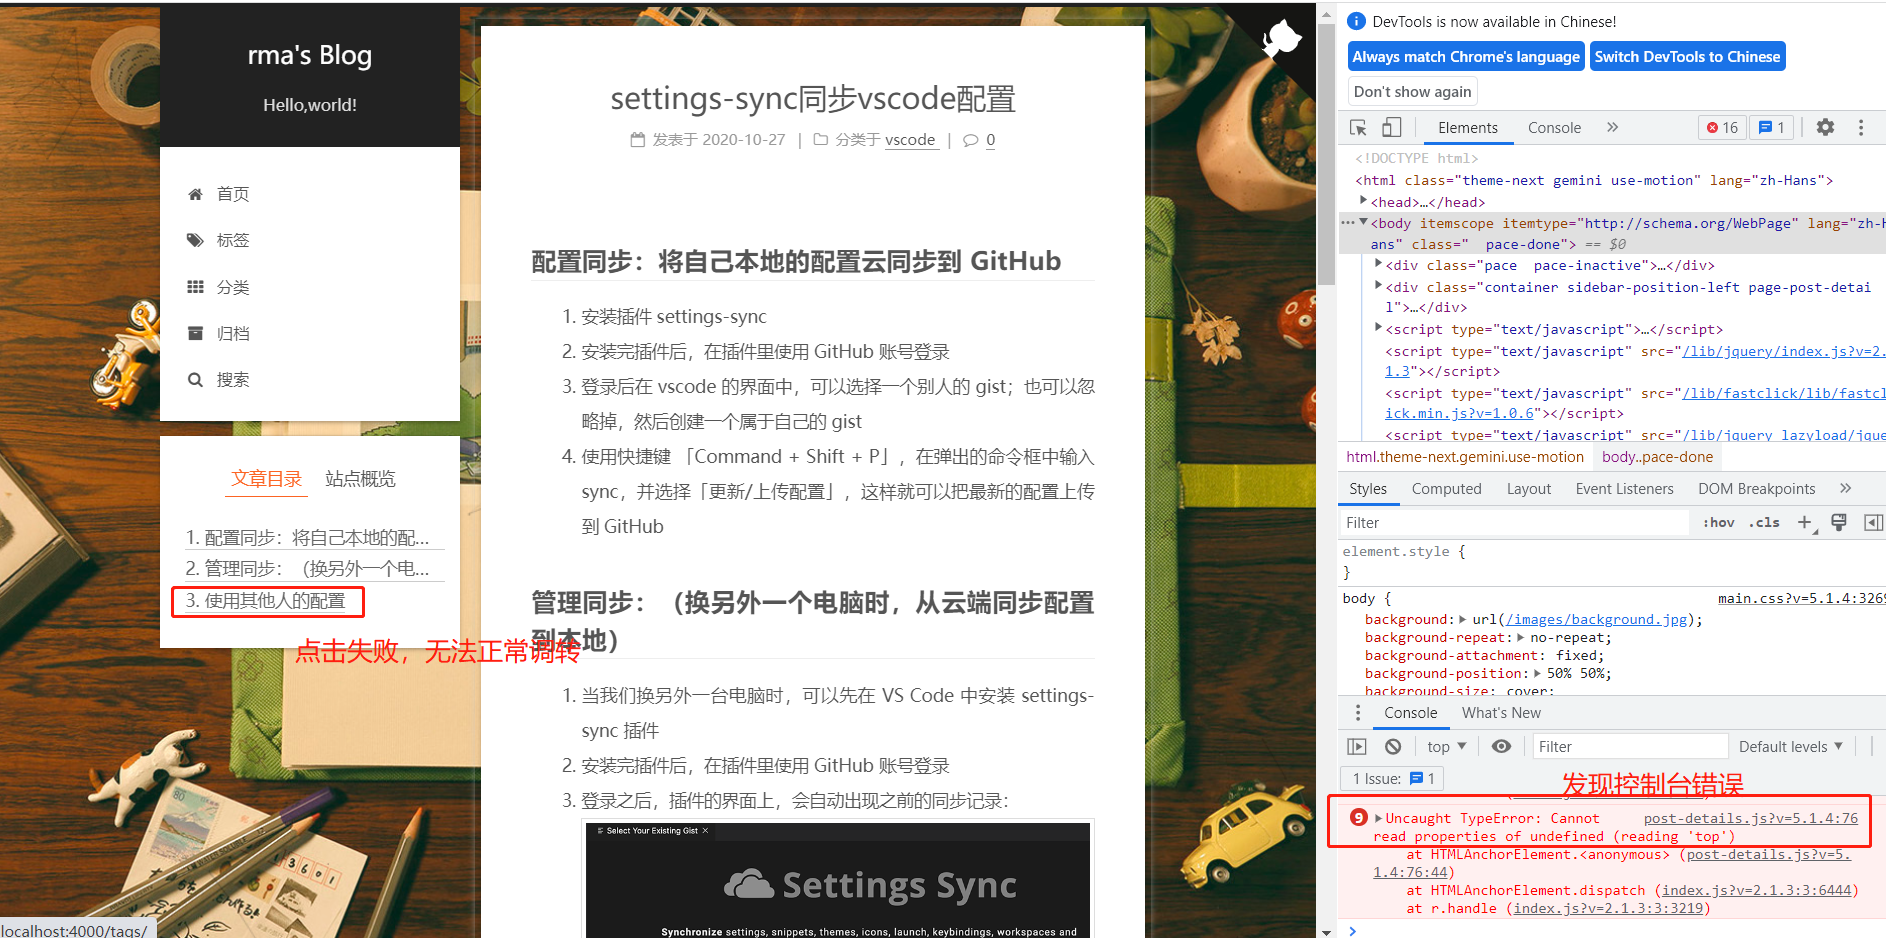 rma's Blog
Hello,world!
首页
标签
分类
归档
搜索
文章目录 站点概览
1. 配置同步：将自己本地的配...
2. 管理同步：（换另外一个电...
3. 使用其他人的配置
点击失败，无法正常调转
localhost:4000/tags/
settings-sync同步vscode配置
发表于 2020-10-27 | 分类于 vscode | 0
配置同步：将自己本地的配置云同步到 GitHub
1. 安装插件 settings-sync
2. 安装完插件后，在插件里使用 GitHub 账号登录
3. 登录后在 vscode 的界面中，可以选择一个别人的 gist；也可以忽
略掉，然后创建一个属于自己的 gist
4. 使用快捷键 「Command + Shift + P」，在弹出的命令框中输入
sync，并选择「更新/上传配置」，这样就可以把最新的配置上传
到 GitHub
管理同步：（换另外一个电脑时，从云端同步配置
到本地）
1. 当我们换另外一台电脑时，可以先在 VS Code 中安装 settings-
sync 插件
2. 安装完插件后，在插件里使用 GitHub 账号登录
3. 登录之后，插件的界面上，会自动出现之前的同步记录：
Select Your Existing Gist ×
Settings Sync
Synchronize settings, snippets, themes, icons, launch, keybindings, workspaces and
DevTools is now available in Chinese!
Always match Chrome's language Switch DevTools to Chinese
Don't show again
Elements Console » 16 1
<!DOCTYPE html>
<html class="theme-next gemini use-motion" lang="zh-Hans">
<head>…</head>
<body itemscope itemtype="http://schema.org/WebPage" lang="zh-H
ans" class="  pace-done"> == $0
<div class="pace  pace-inactive">…</div>
<div class="container sidebar-position-left page-post-detai
l">…</div>
<script type="text/javascript">…</script>
<script type="text/javascript" src="/lib/jquery/index.js?v=2.
1.3"></script>
<script type="text/javascript" src="/lib/fastclick/lib/fastcl
ick.min.js?v=1.0.6"></script>
<script type="text/javascript" src="/lib/jquery_lazyload/jque
html.theme-next.gemini.use-motion body..pace-done
Styles Computed Layout Event Listeners DOM Breakpoints »
Filter :hov .cls +
element.style {
}
body { main.css?v=5.1.4:3269
background: url(/images/background.jpg);
background-repeat: no-repeat;
background-attachment: fixed;
background-position: 50% 50%;
background-size: cover;
Console What's New
top Filter Default levels
1 Issue: 1
发现控制台错误
9 Uncaught TypeError: Cannot post-details.js?v=5.1.4:76
read properties of undefined (reading 'top')
at HTMLAnchorElement.<anonymous> (post-details.js?v=5.
1.4:76:44)
at HTMLAnchorElement.dispatch (index.js?v=2.1.3:3:6444)
at r.handle (index.js?v=2.1.3:3:3219)